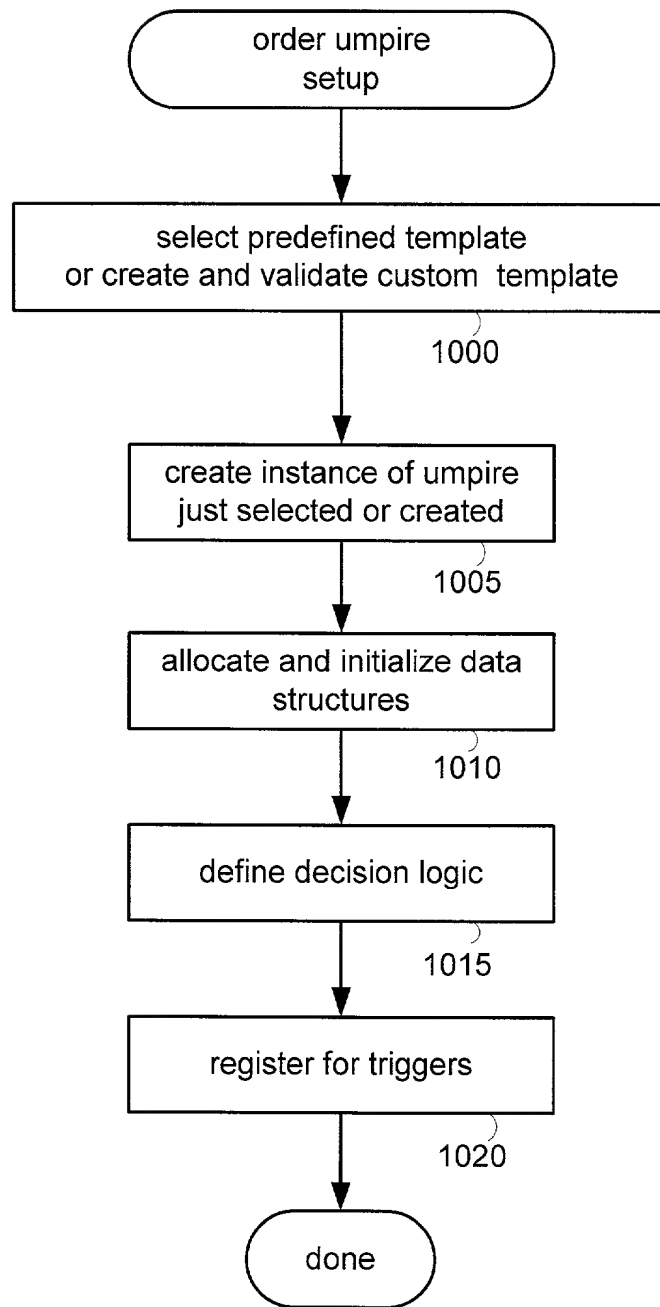 order umpire
setup
select predefined template
or create and validate custom template
1000
create instance of umpire
just selected or created
1005
allocate and initialize data
structures
1010
define decision logic
1015
register for triggers
1020
done